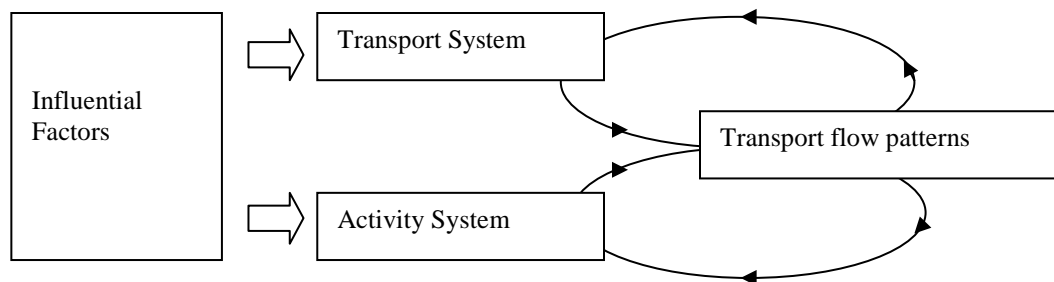 Transport System
Influential
Factors
Transport flow patterns
Activity System